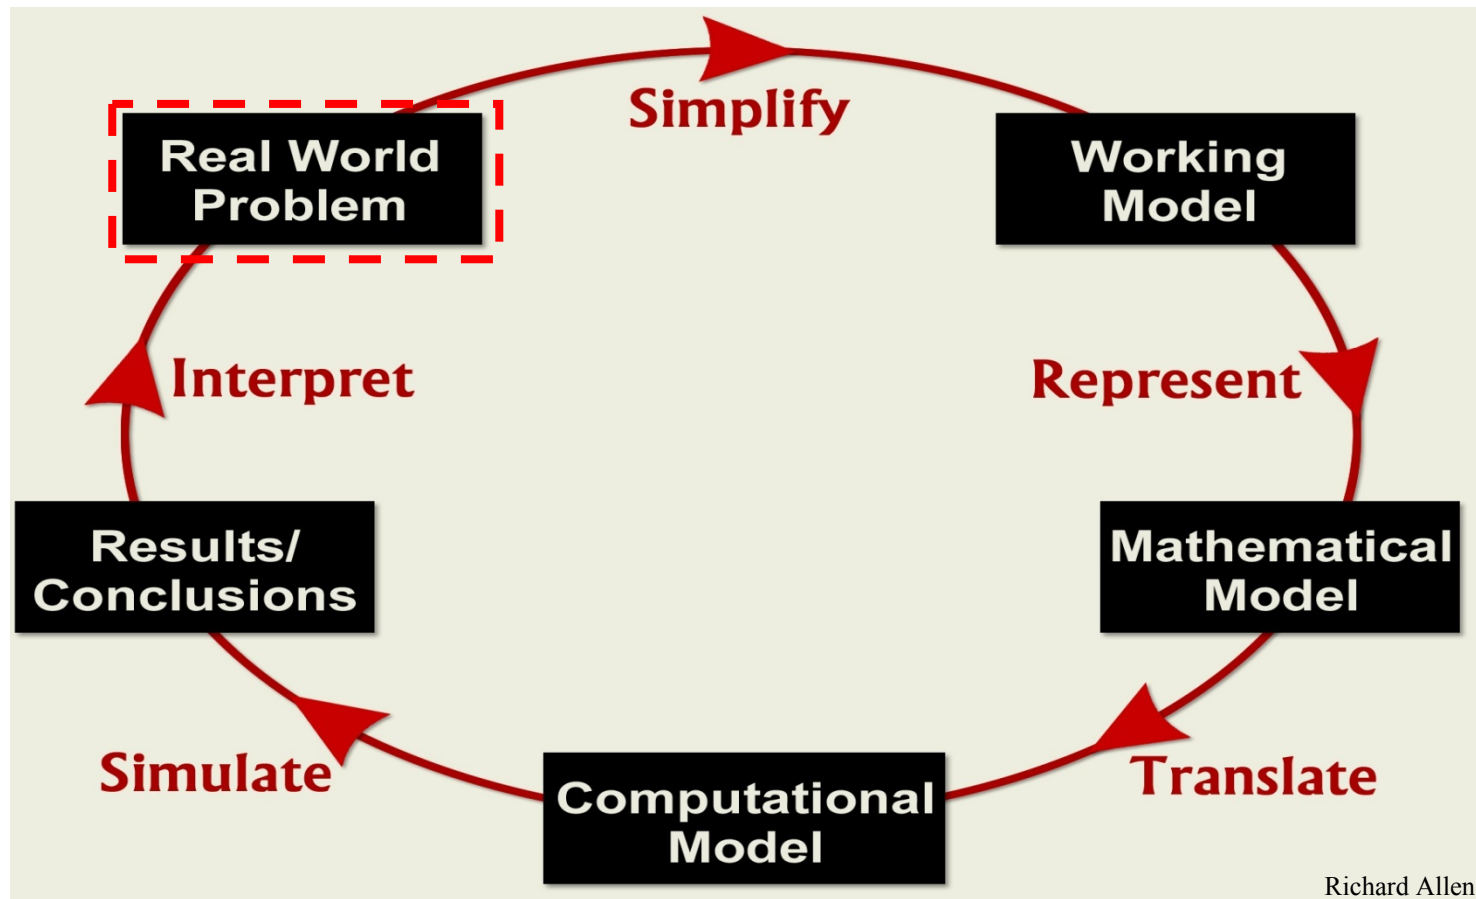 Simplify
Real World
Problem
Working
Model
Interpret
Represent
Results/
Conclusions
Mathematical
Model
Simulate
Translate
Computational
Model
Richard Allen